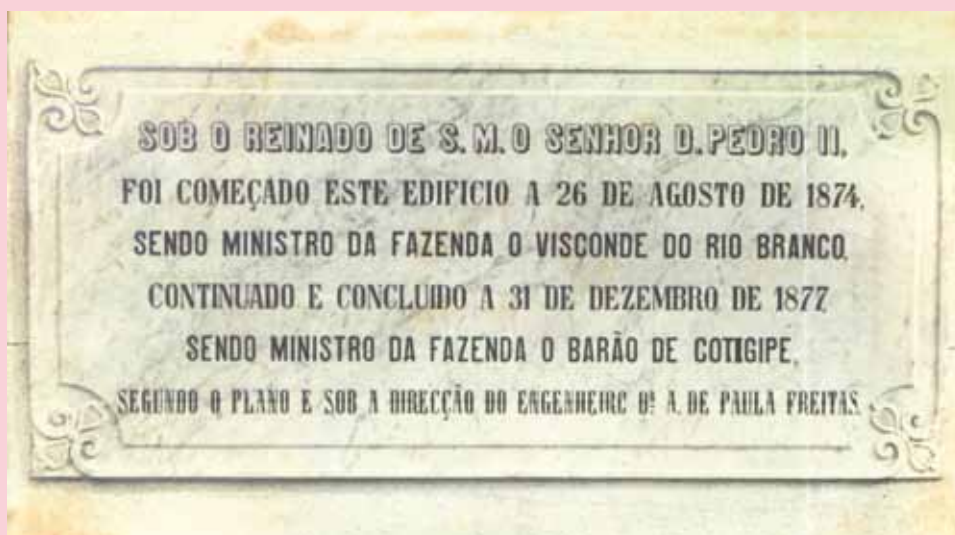 SOB O REINADO DE S. M. O SENHOR D. PEDRO II,
FOI COMEÇADO ESTE EDIFICIO A 26 DE AGOSTO DE 1874,
SENDO MINISTRO DA FAZENDA O VISCONDE DO RIO BRANCO,
CONTINUADO E CONCLUIDO A 31 DE DEZEMBRO DE 1877
SENDO MINISTRO DA FAZENDA O BARÃO DE COTIGIPE,
SEGUNDO O PLANO E SOB A DIRECÇÃO DO ENGENHEIRO Dº A. DE PAULA FREITAS